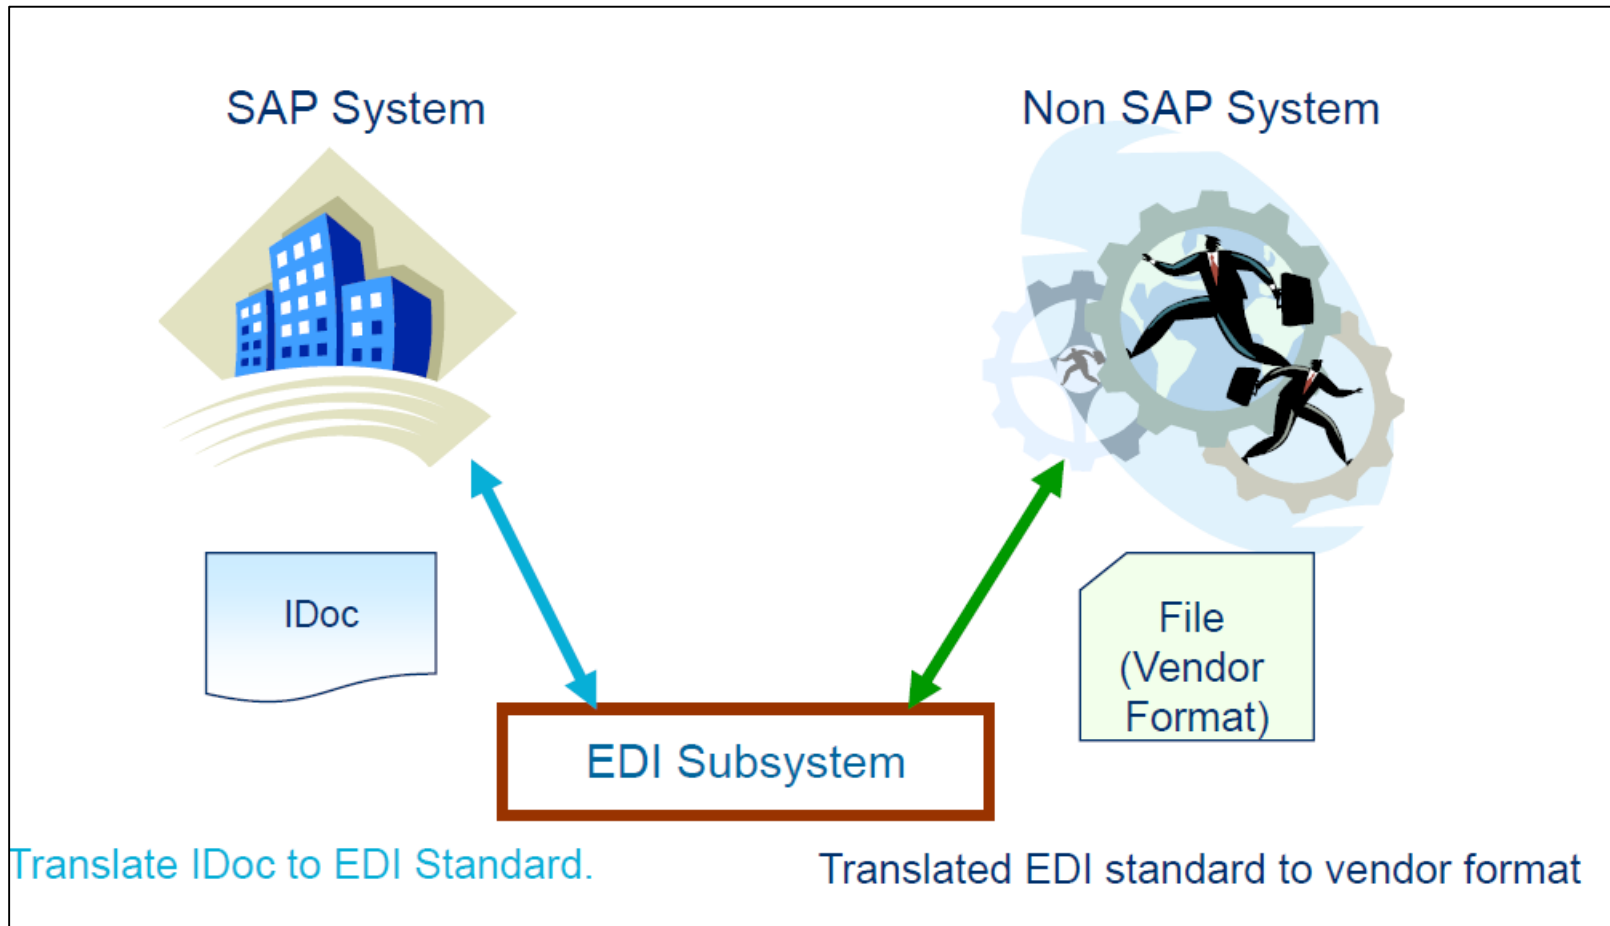 SAP System
Non SAP System
IDoc
File
(Vendor
Format)
EDI Subsystem
Translate IDoc to EDI Standard.
Translated EDI standard to vendor format